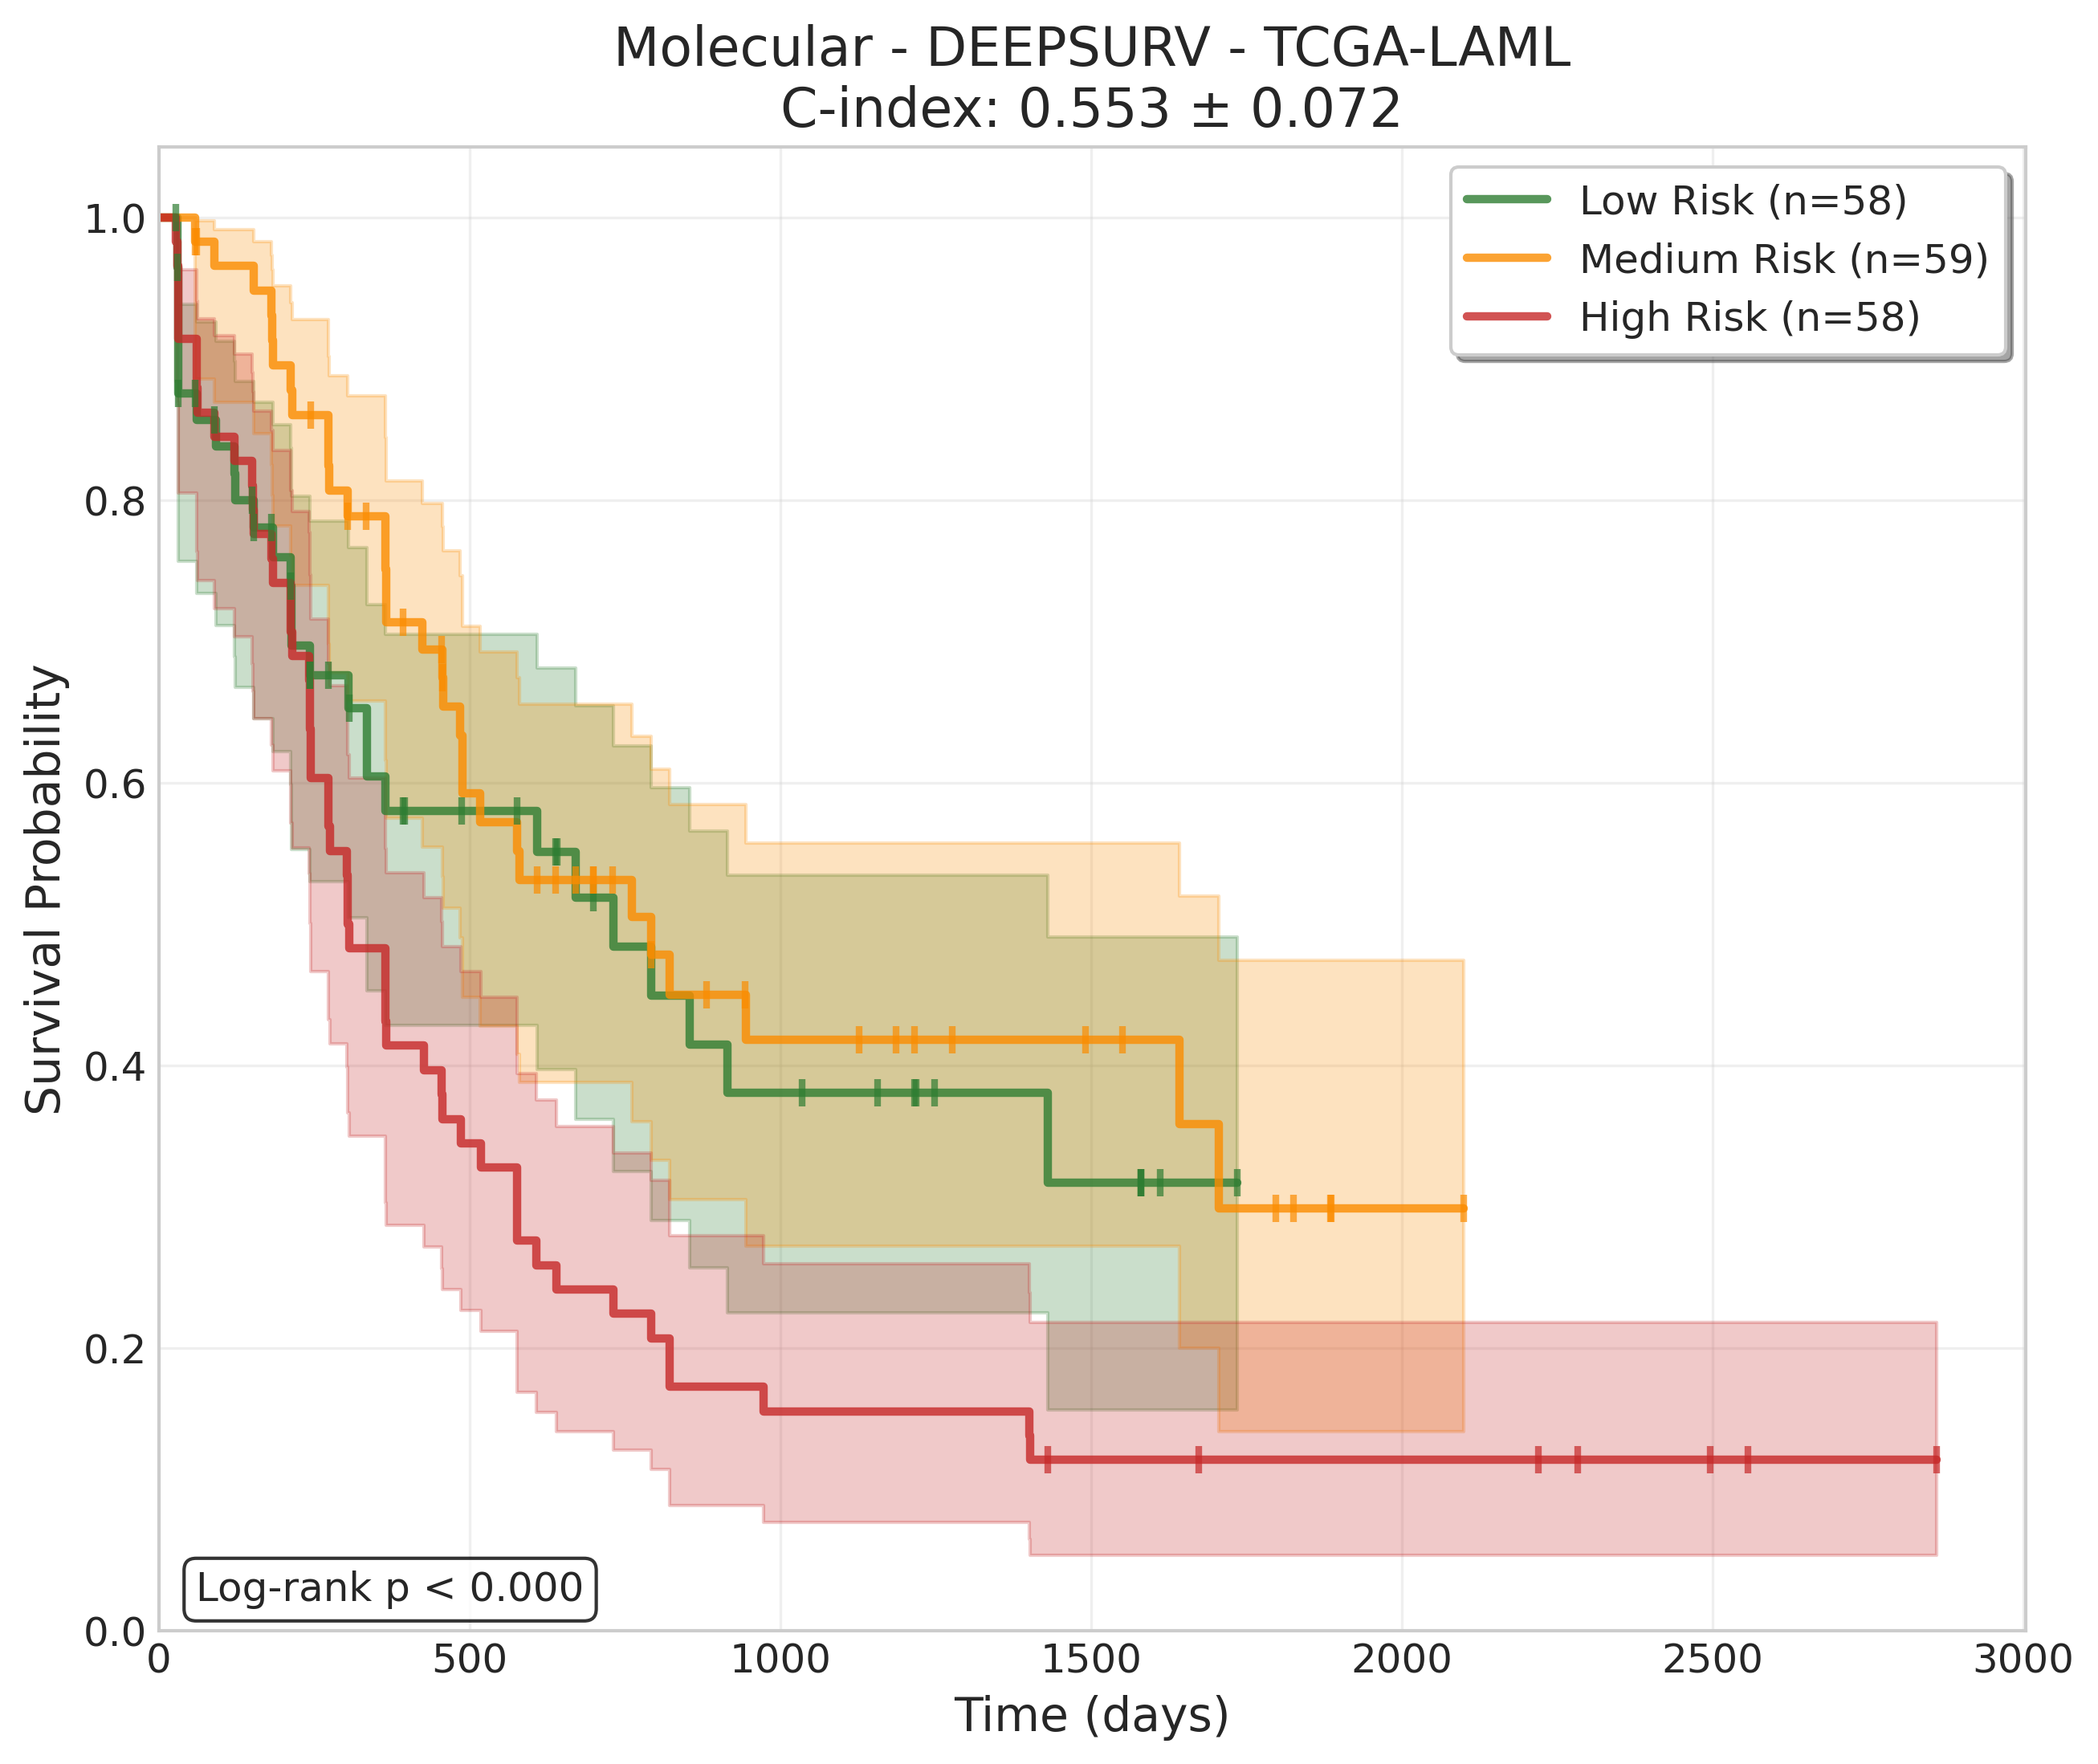 Molecular - DEEPSURV - TCGA-LAML
C-index: 0.553 ± 0.072
Low Risk (n=58)
Medium Risk (n=59)
High Risk (n=58)
Survival Probability
1.0
0.8
0.6
0.4
0.2
0.0
Log-rank p < 0.000
0 500 1000 1500 2000 2500 3000
Time (days)